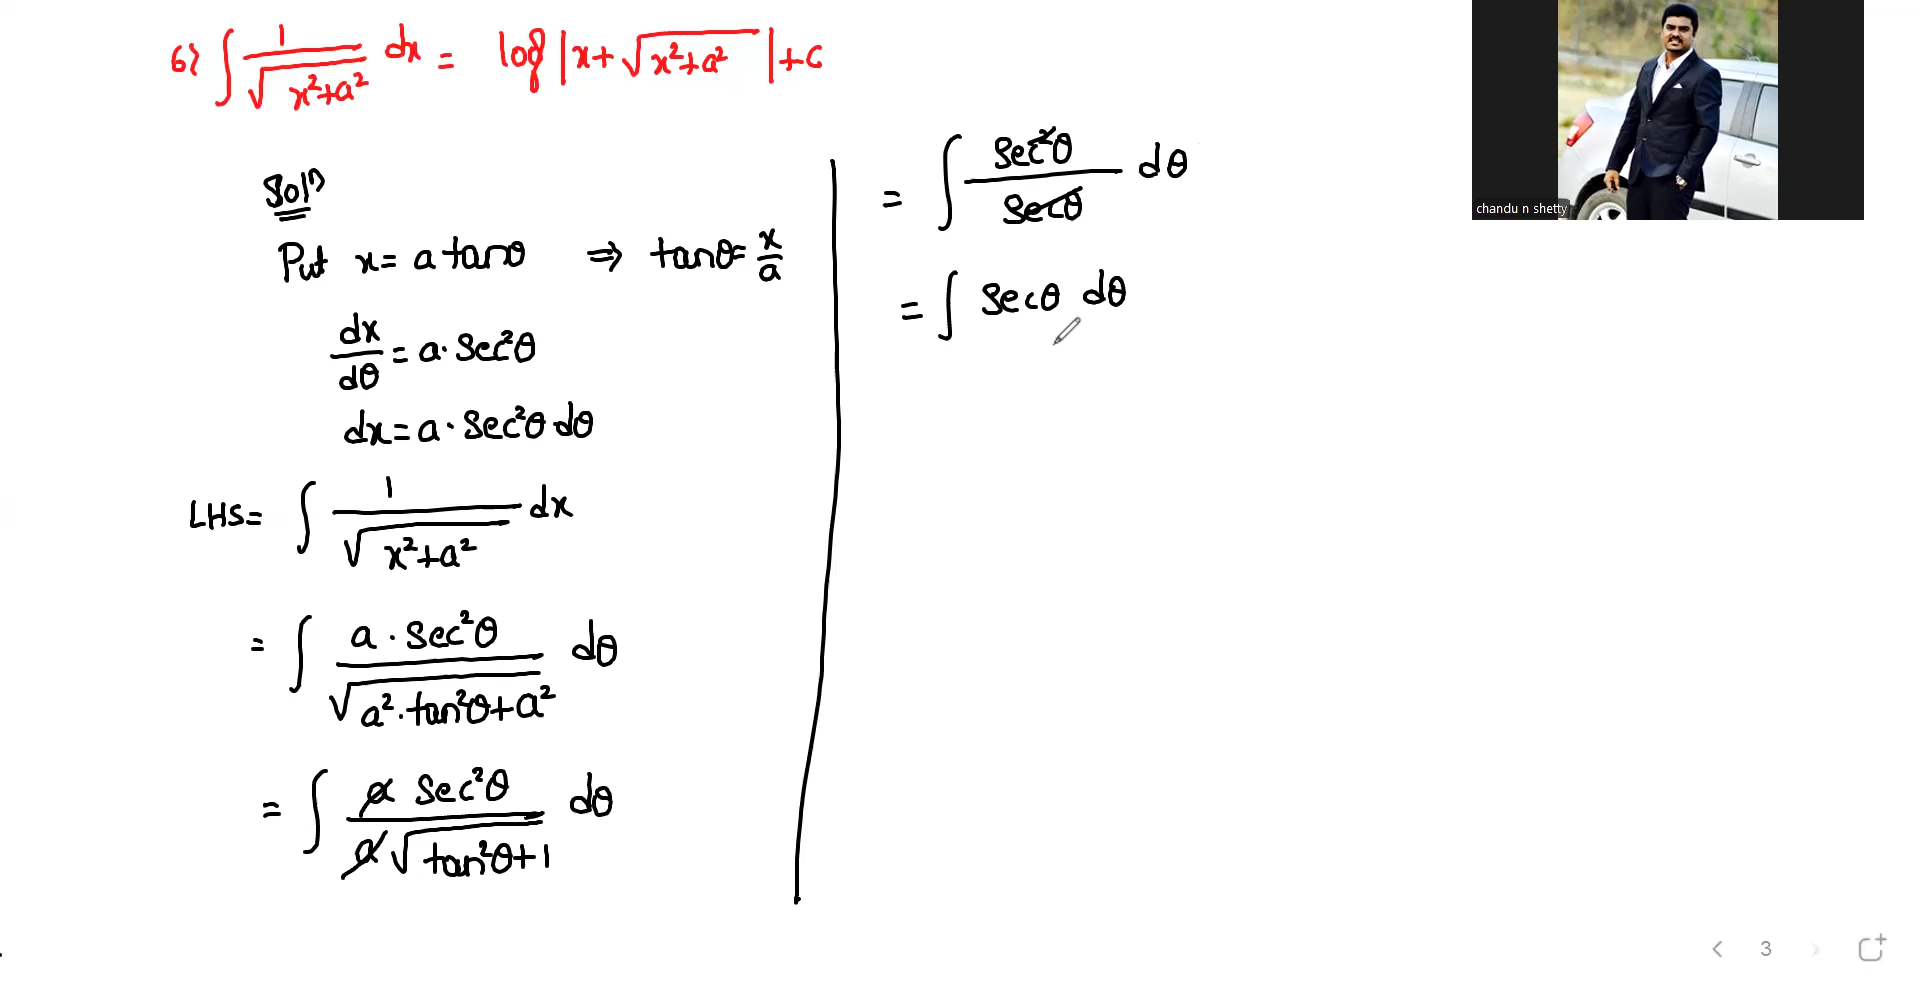 6} ∫ 1/√(x²+a²) dx = log |x+√(x²+a²)|+c
Solⁿ
Put x= a tanθ ⇒ tanθ= x/a
dx/dθ = a· Sec²θ
dx= a· Sec²θ dθ
LHS= ∫ 1/√(x²+a²) dx
= ∫ a · Sec²θ/√(a²·tan²θ+a²) dθ
= ∫ a Sec²θ/a√(tan²θ+1) dθ
= ∫ Sec²θ/Secθ dθ
= ∫ Secθ dθ
chandu n shetty
3